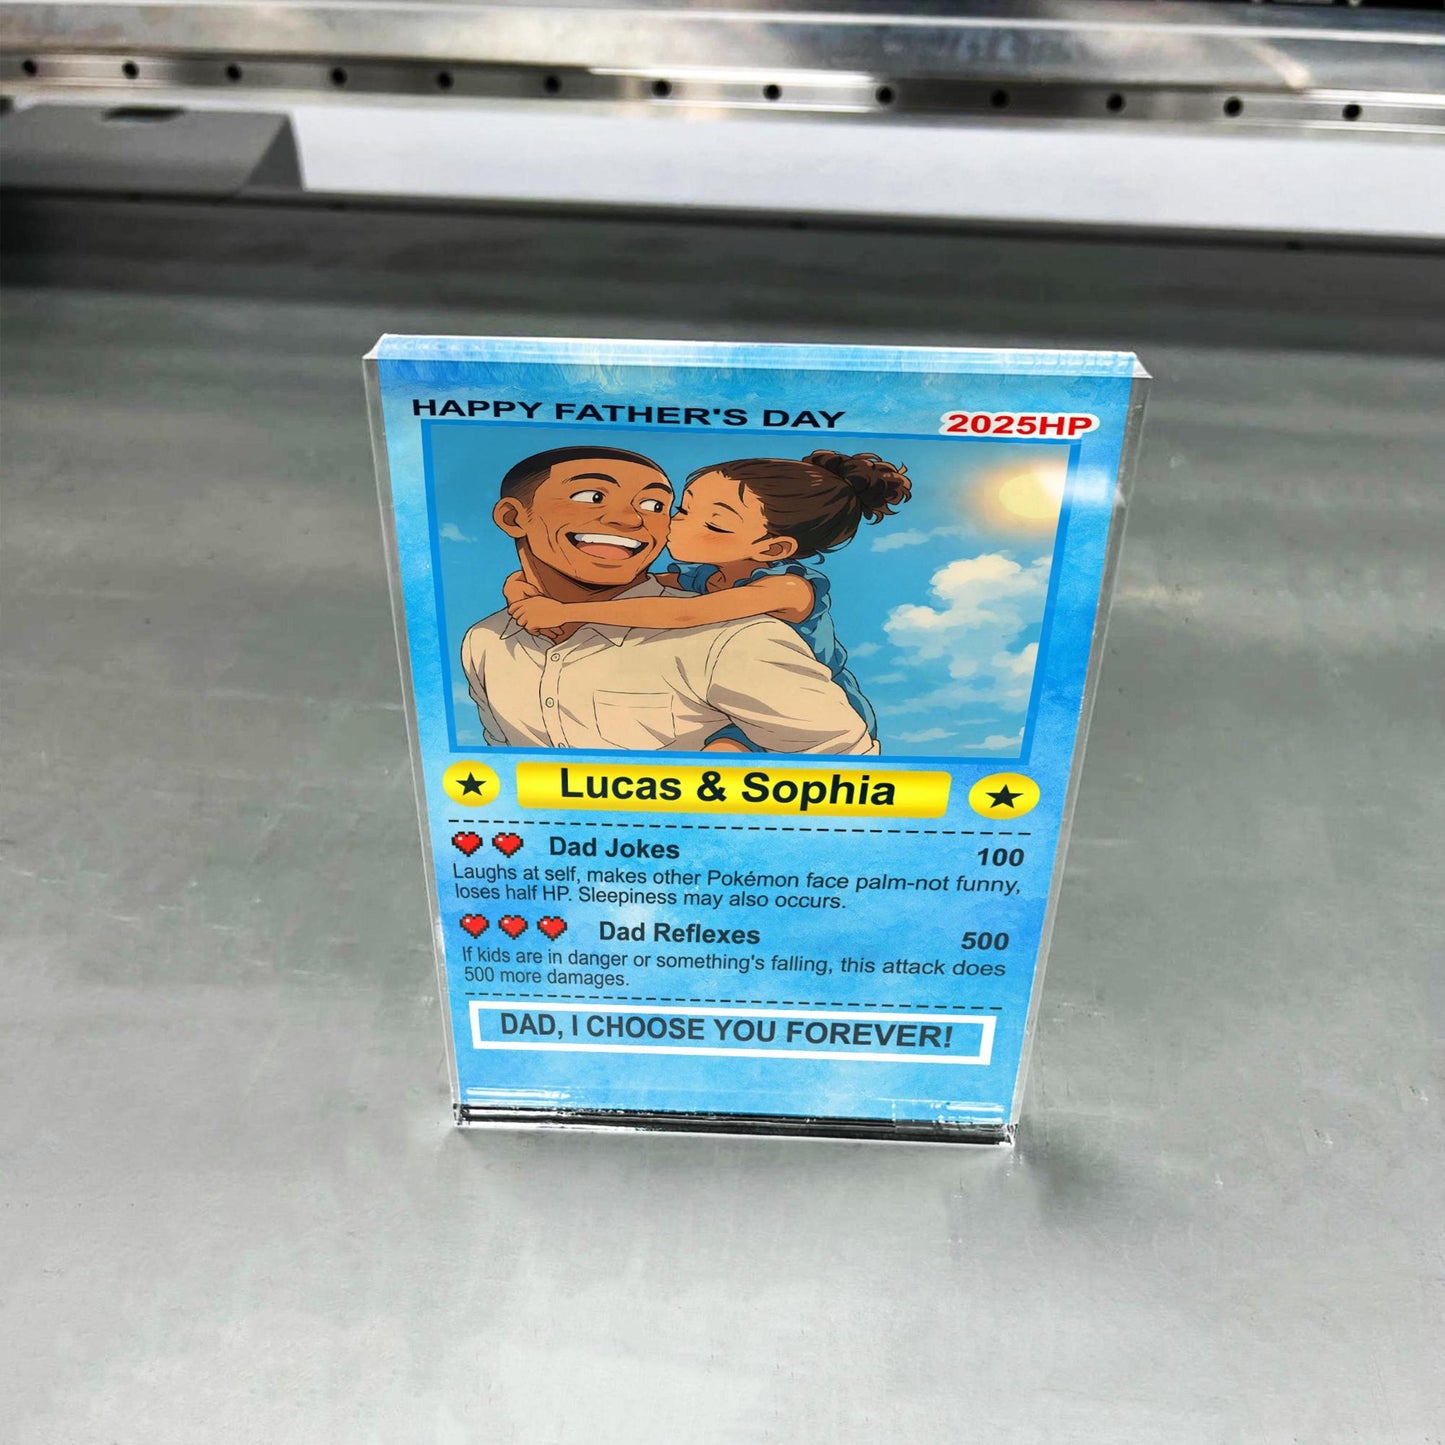 HAPPY FATHER'S DAY
2025HP
Lucas & Sophia
Dad Jokes 100
Laughs at self, makes other Pokémon face palm-not funny,
loses half HP. Sleepiness may also occurs.
Dad Reflexes 500
If kids are in danger or something's falling, this attack does
500 more damages.
DAD, I CHOOSE YOU FOREVER!